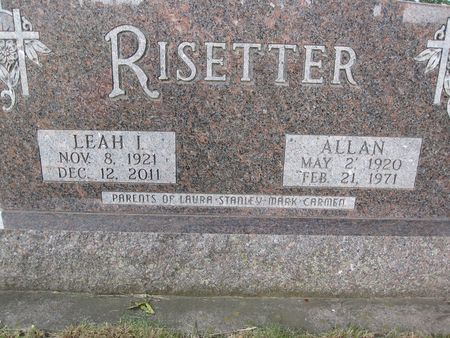 RISETTER
LEAH I.
NOV. 8, 1921
DEC. 12, 2011
ALLAN
MAY 2, 1920
FEB. 21, 1971
PARENTS OF LAURA·STANLEY·MARK·CARMEN